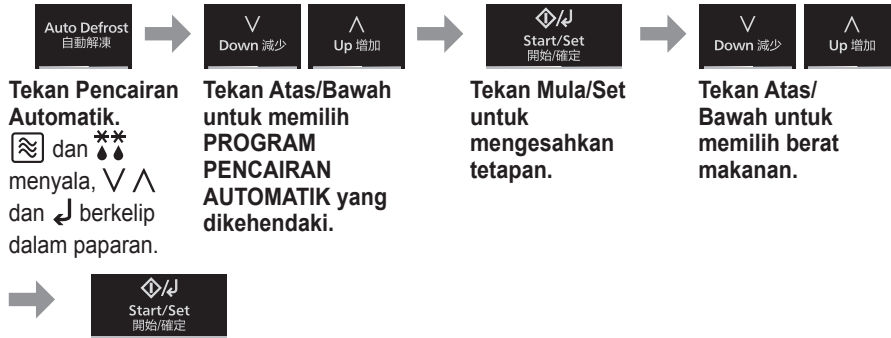 Auto Defrost
自動解凍
Down 減少
Up 增加
Start/Set
開始/確定
Down 減少
Up 增加
Tekan Pencairan
Automatik.
dan
menyala,
dan berkelip
dalam paparan.
Tekan Atas/Bawah
untuk memilih
PROGRAM
PENCAIRAN
AUTOMATIK yang
dikehendaki.
Tekan Mula/Set
untuk
mengesahkan
tetapan.
Tekan Atas/
Bawah untuk
memilih berat
makanan.
Start/Set
開始/確定